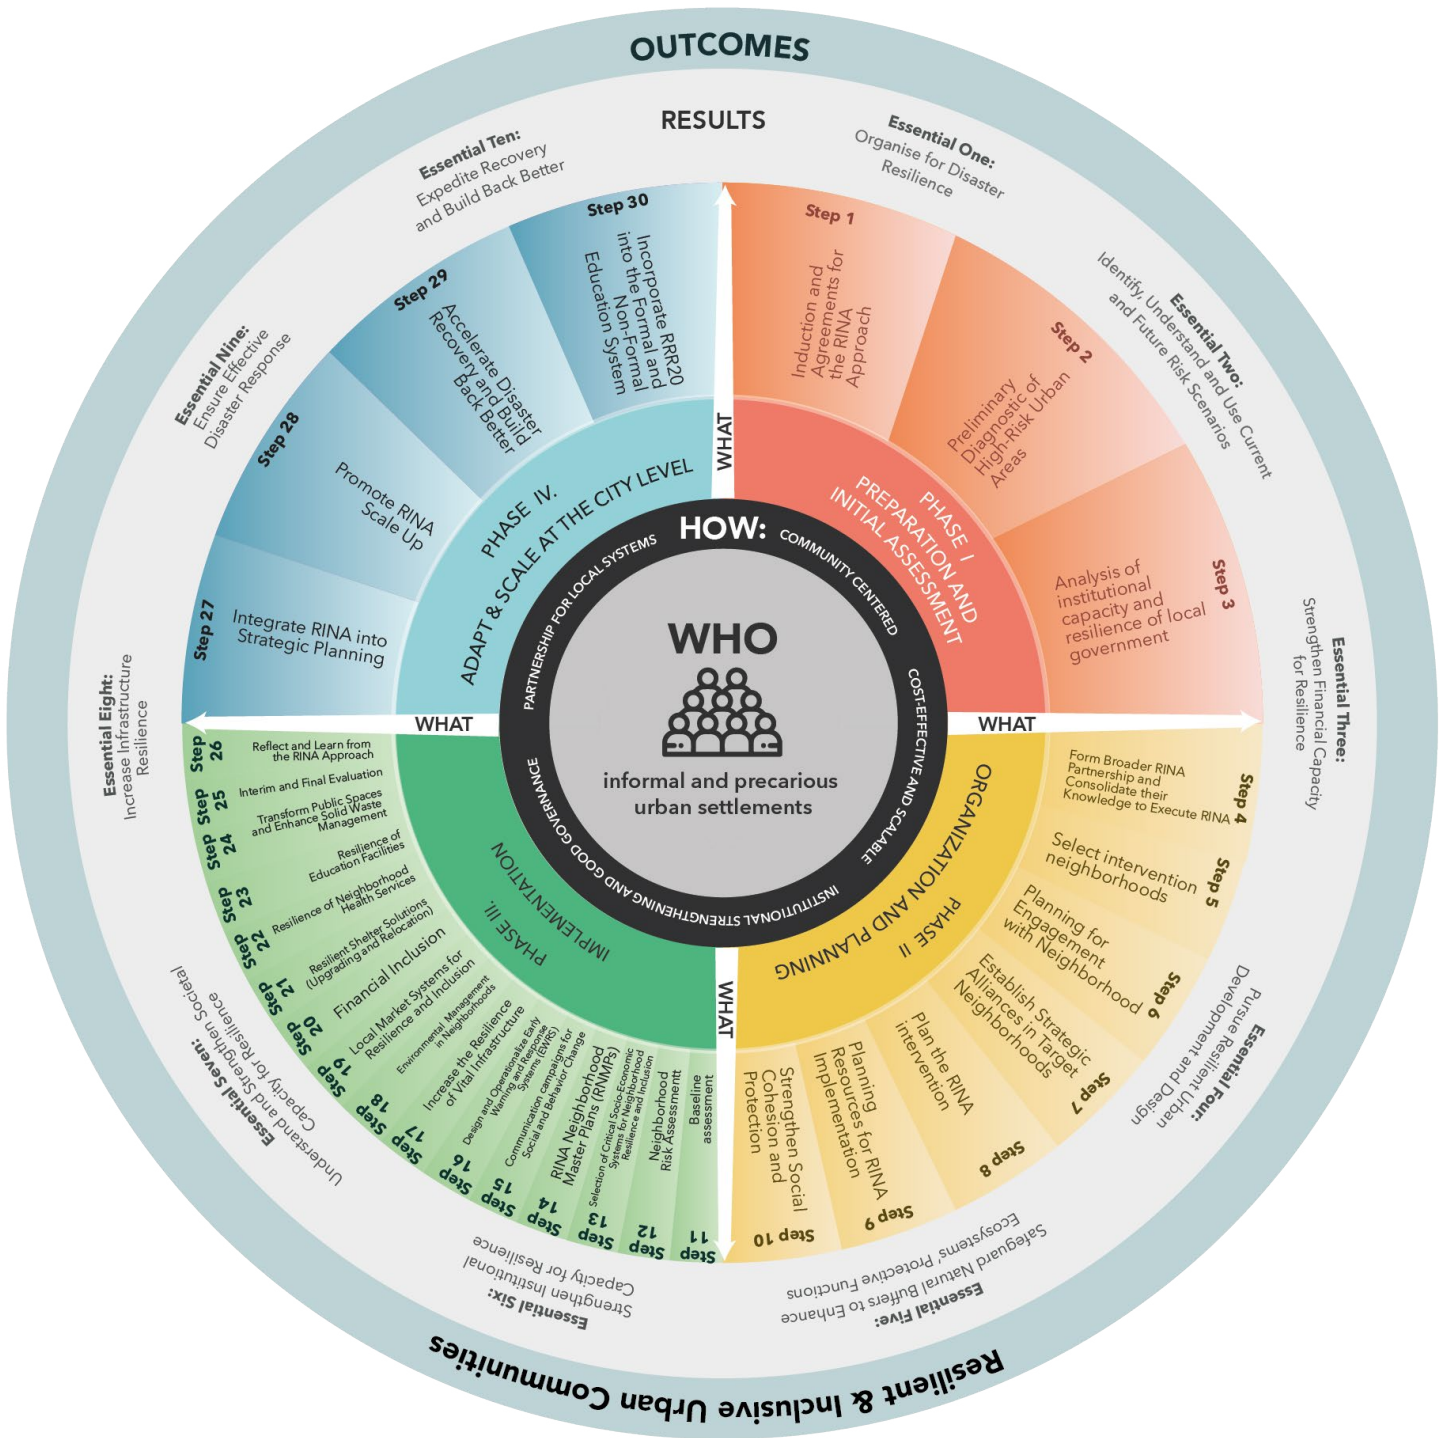 OUTCOMES
RESULTS
Essential One:
Organise for Disaster
Resilience
Essential Two:
Identify, Understand and Use Current
and Future Risk Scenarios
Essential Three:
Strengthen Financial Capacity
for Resilience
Essential Four:
Pursue Resilient Urban
Development and Design
Essential Five:
Safeguard Natural Buffers to Enhance
Ecosystems' Protective Functions
Essential Six:
Strengthen Institutional
Capacity for Resilience
Essential Seven:
Understand and Strengthen Societal
Capacity for Resilience
Essential Eight:
Increase Infrastructure
Resilience
Essential Nine:
Ensure Effective
Disaster Response
Essential Ten:
Expedite Recovery
and Build Back Better
Step 1
Induction and
Agreements for
the RINA
Approach
Step 2
Preliminary
Diagnostic of
High-Risk Urban
Areas
Step 3
Analysis of
institutional
capacity and
resilience of local
government
Step 4
Form Broader RINA
Partnership and
Consolidate their
Knowledge to Execute RINA
Step 5
Select intervention
neighborhoods
Step 6
Planning for
Engagement
with Neighborhood
Step 7
Establish Strategic
Alliances in Target
Neighborhoods
Step 8
Plan the RINA
intervention
Step 9
Planning
Resources for RINA
Implementation
Step 10
Strengthen Social
Cohesion and
Protection
Step 11
Baseline
assessment
Step 12
Neighborhood
Risk Assessmentt
Step 13
Selection of Critical Socio-Economic
Systems for Neighborhood
Resilience and Inclusion
Step 14
RINA Neighborhood
Master Plans (RNMPs)
Step 15
Communication campaigns for
Social and Behavior Change
Step 16
Design and Operationalize Early
Warning and Response
Systems (EWRS)
Step 17
Increase the Resilience
of Vital Infrastructure
Step 18
Environmental Management
in Neighborhoods
Step 19
Local Market Systems for
Resilience and Inclusion
Step 20
Financial Inclusion
Step 21
Resilient Shelter Solutions
(Upgrading and Relocation)
Step 22
Resilience of Neighborhood
Health Services
Step 23
Resilience of
Education Facilities
Step 24
Transform Public Spaces
and Enhance Solid Waste
Management
Step 25
Interim and Final Evaluation
Step 26
Reflect and Learn from
the RINA Approach
Step 27
Integrate RINA into
Strategic Planning
Step 28
Promote RINA
Scale Up
Step 29
Accelerate Disaster
Recovery and Build
Back Better
Step 30
Incorporate RRR20
into the Formal and
Non-Formal
Education System
WHAT
WHAT
WHAT
WHAT
PHASE I
PREPARATION AND
INITIAL ASSESSMENT
PHASE II
ORGANIZATION AND PLANNING
PHASE III.
IMPLEMENTATION
PHASE IV.
ADAPT & SCALE AT THE CITY LEVEL
HOW:
COMMUNITY CENTERED
COST-EFFECTIVE AND SCALABLE
INSTITUTIONAL STRENGTHENING AND GOOD GOVERNANCE
PARTNERSHIP FOR LOCAL SYSTEMS
WHO
informal and precarious
urban settlements
Resilient & Inclusive Urban Communities